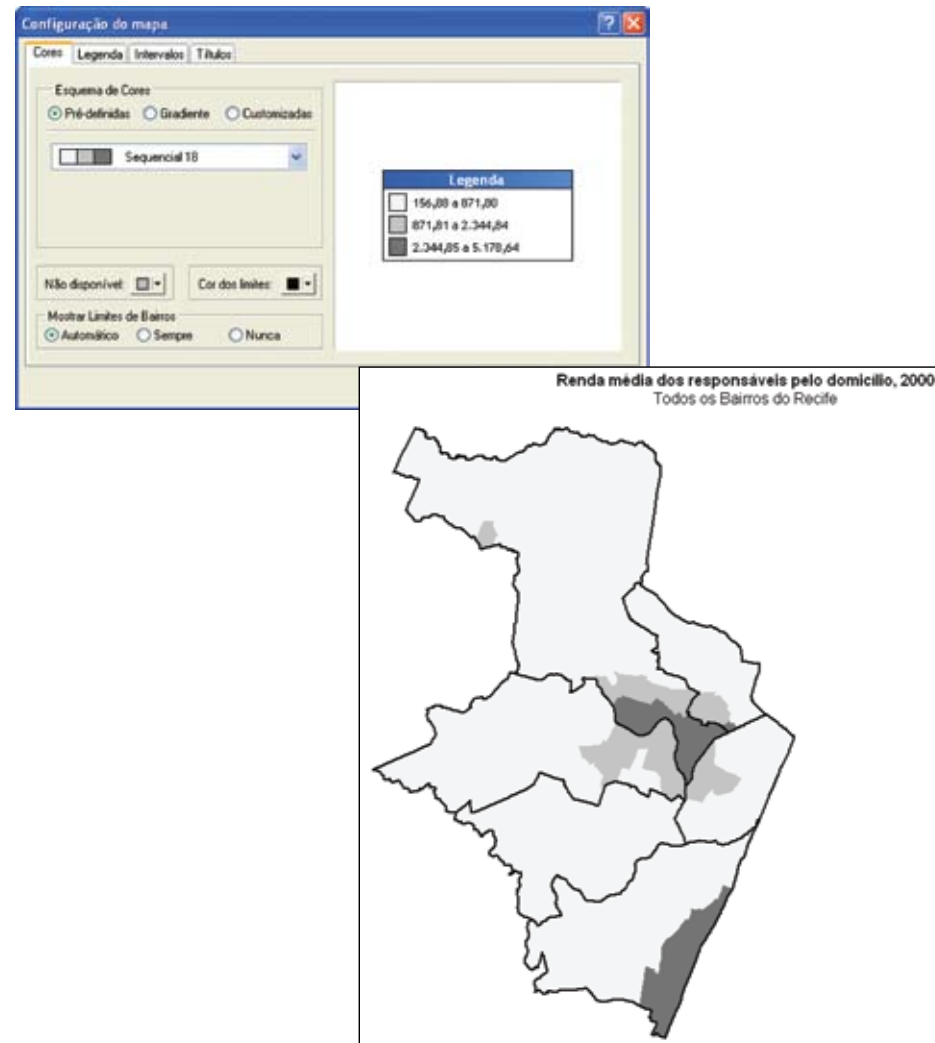 Configuração do mapa
Cores Legenda Intervalos Títulos
Esquema de Cores
Pré-definidas Gradiente Customizadas
Sequencial 18
Legenda
156,88 a 871,80
871,81 a 2.344,84
2.344,85 a 5.178,64
Não disponível: Cor dos limites:
Mostrar Limites de Bairros
Automático Sempre Nunca
Renda média dos responsáveis pelo domicílio, 2000
Todos os Bairros do Recife